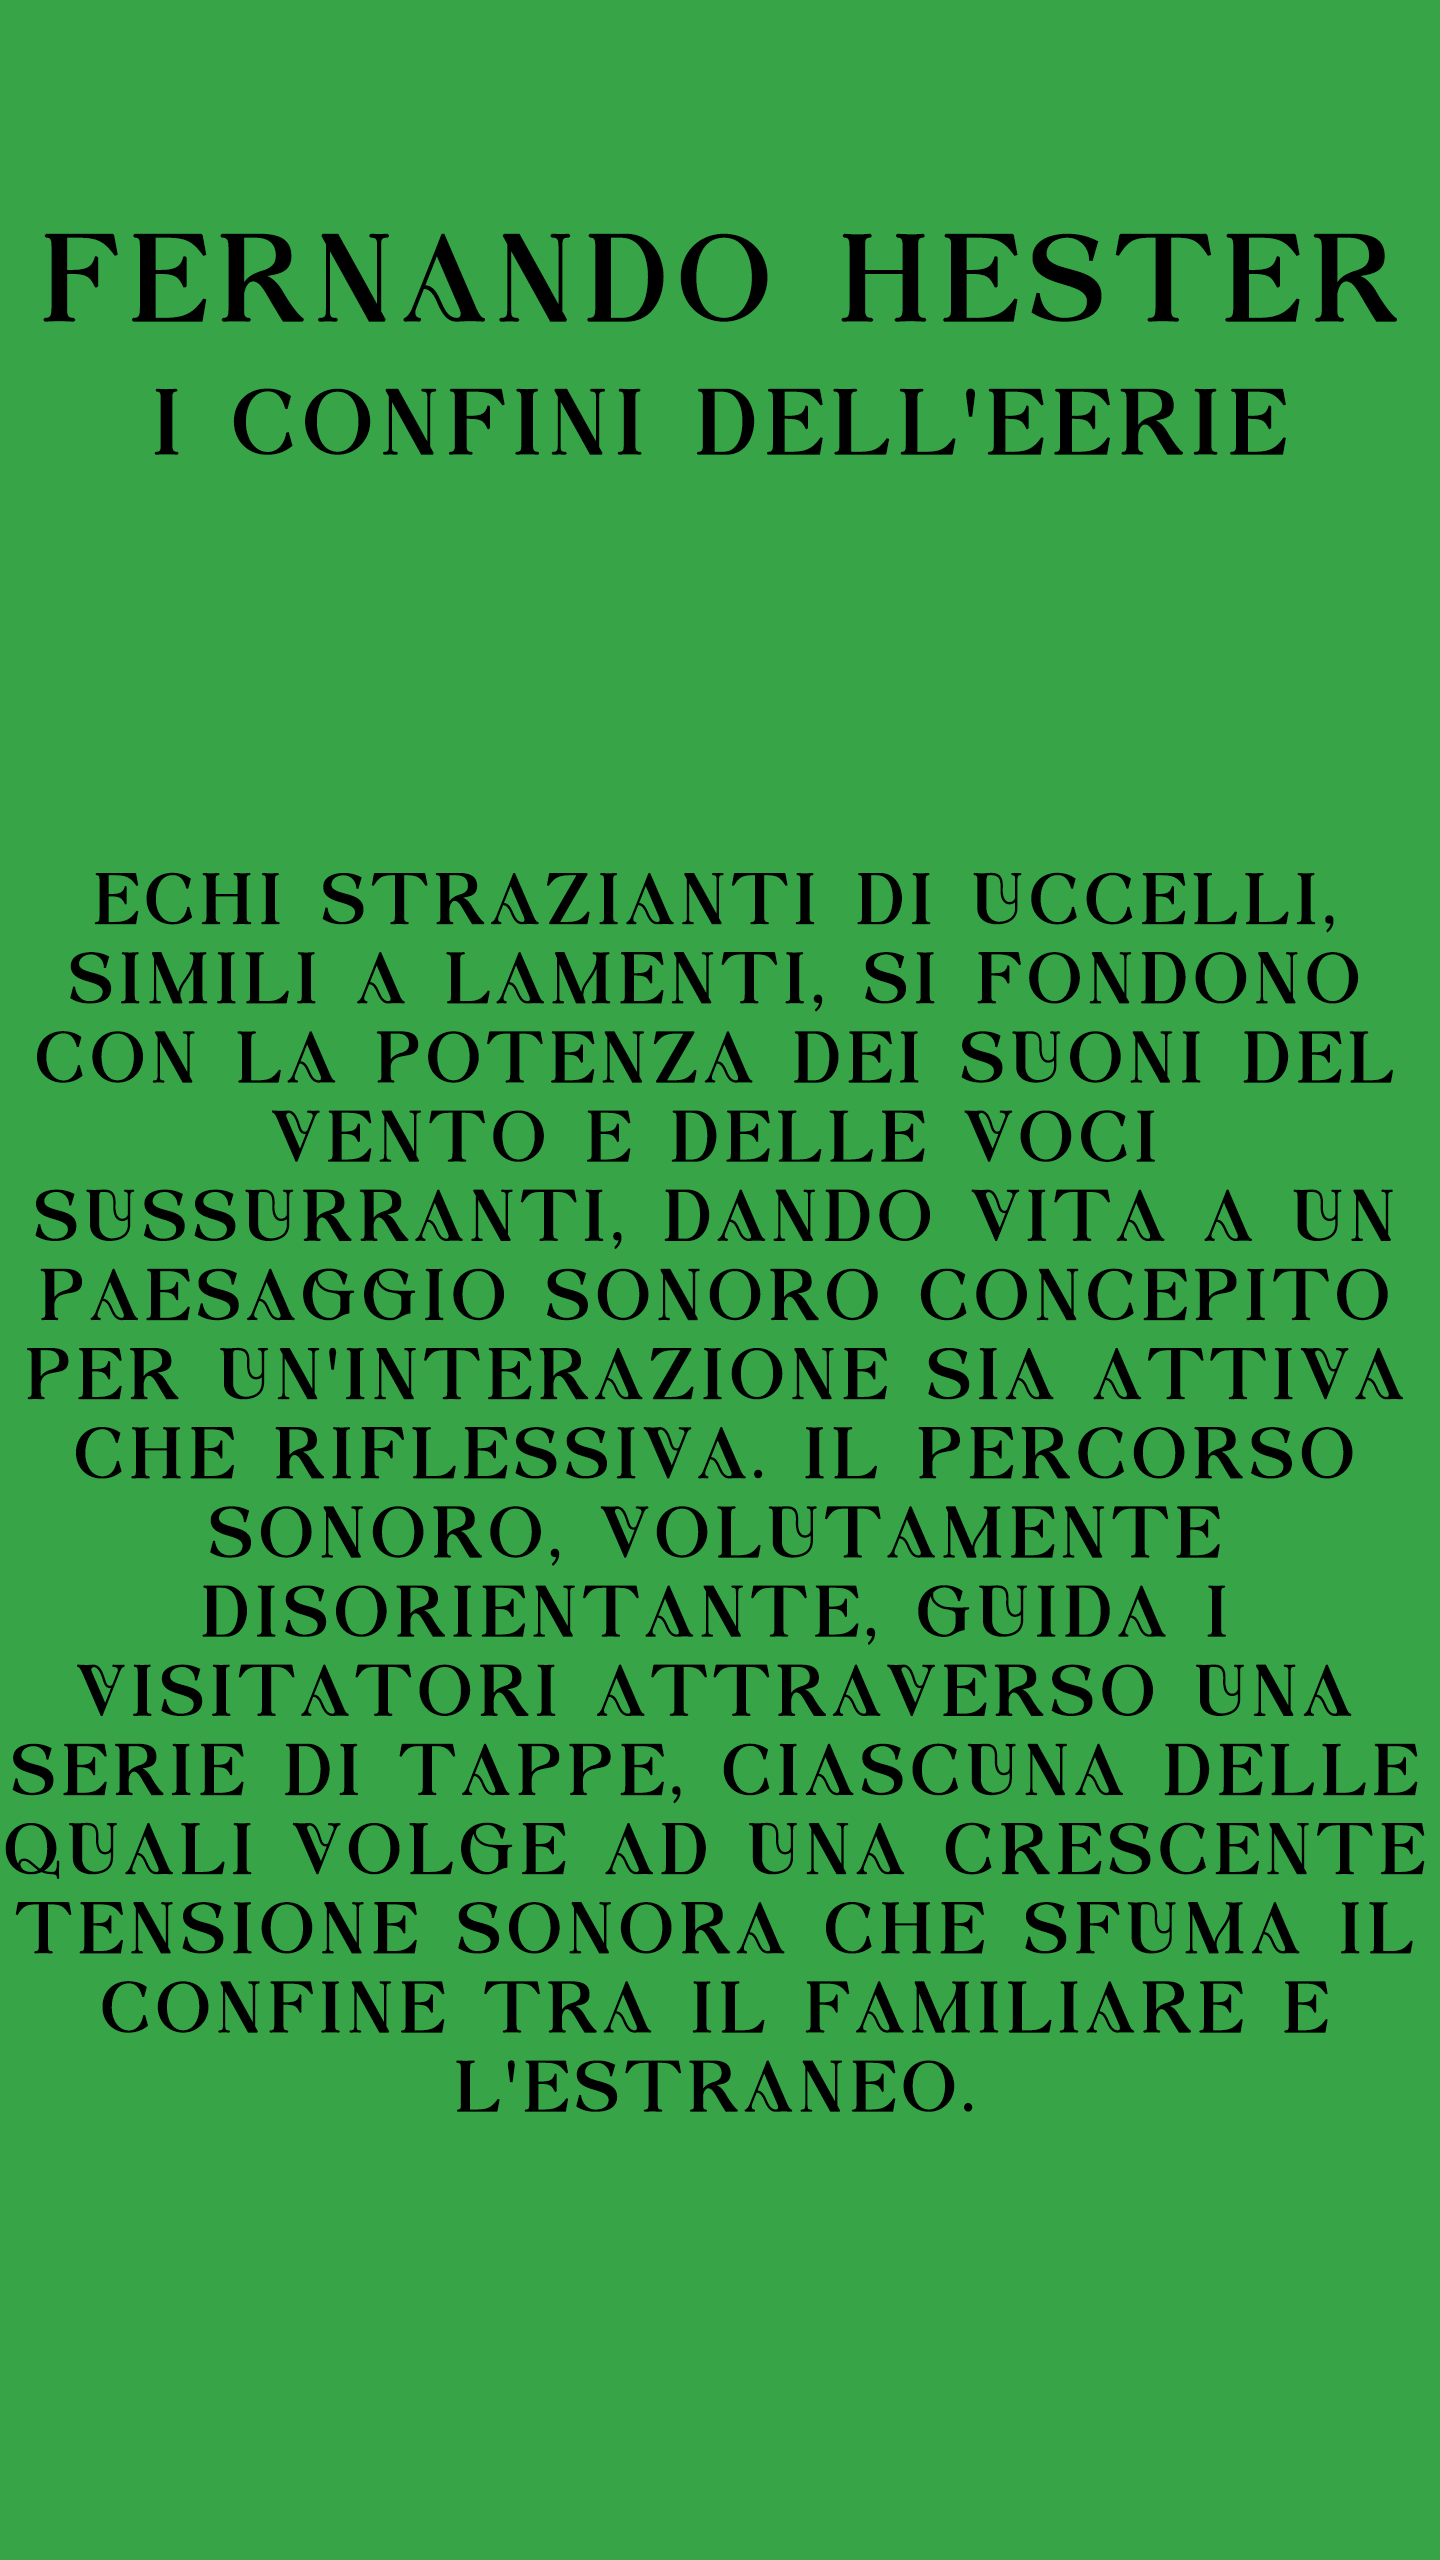 FERNANDO HESTER
I CONFINI DELL'EERIE
ECHI STRAZIANTI DI UCCELLI,
SIMILI A LAMENTI, SI FONDONO
CON LA POTENZA DEI SUONI DEL
VENTO E DELLE VOCI
SUSSURRANTI, DANDO VITA A UN
PAESAGGIO SONORO CONCEPITO
PER UN'INTERAZIONE SIA ATTIVA
CHE RIFLESSIVA. IL PERCORSO
SONORO, VOLUTAMENTE
DISORIENTANTE, GUIDA I
VISITATORI ATTRAVERSO UNA
SERIE DI TAPPE, CIASCUNA DELLE
QUALI VOLGE AD UNA CRESCENTE
TENSIONE SONORA CHE SFUMA IL
CONFINE TRA IL FAMILIARE E
L'ESTRANEO.